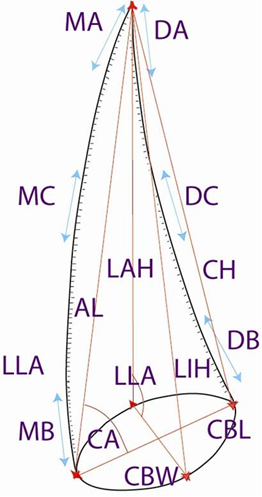 MA DA
MC DC
LAH CH
AL
DB
LLA LLA LIH
MB CA CBL
CBW